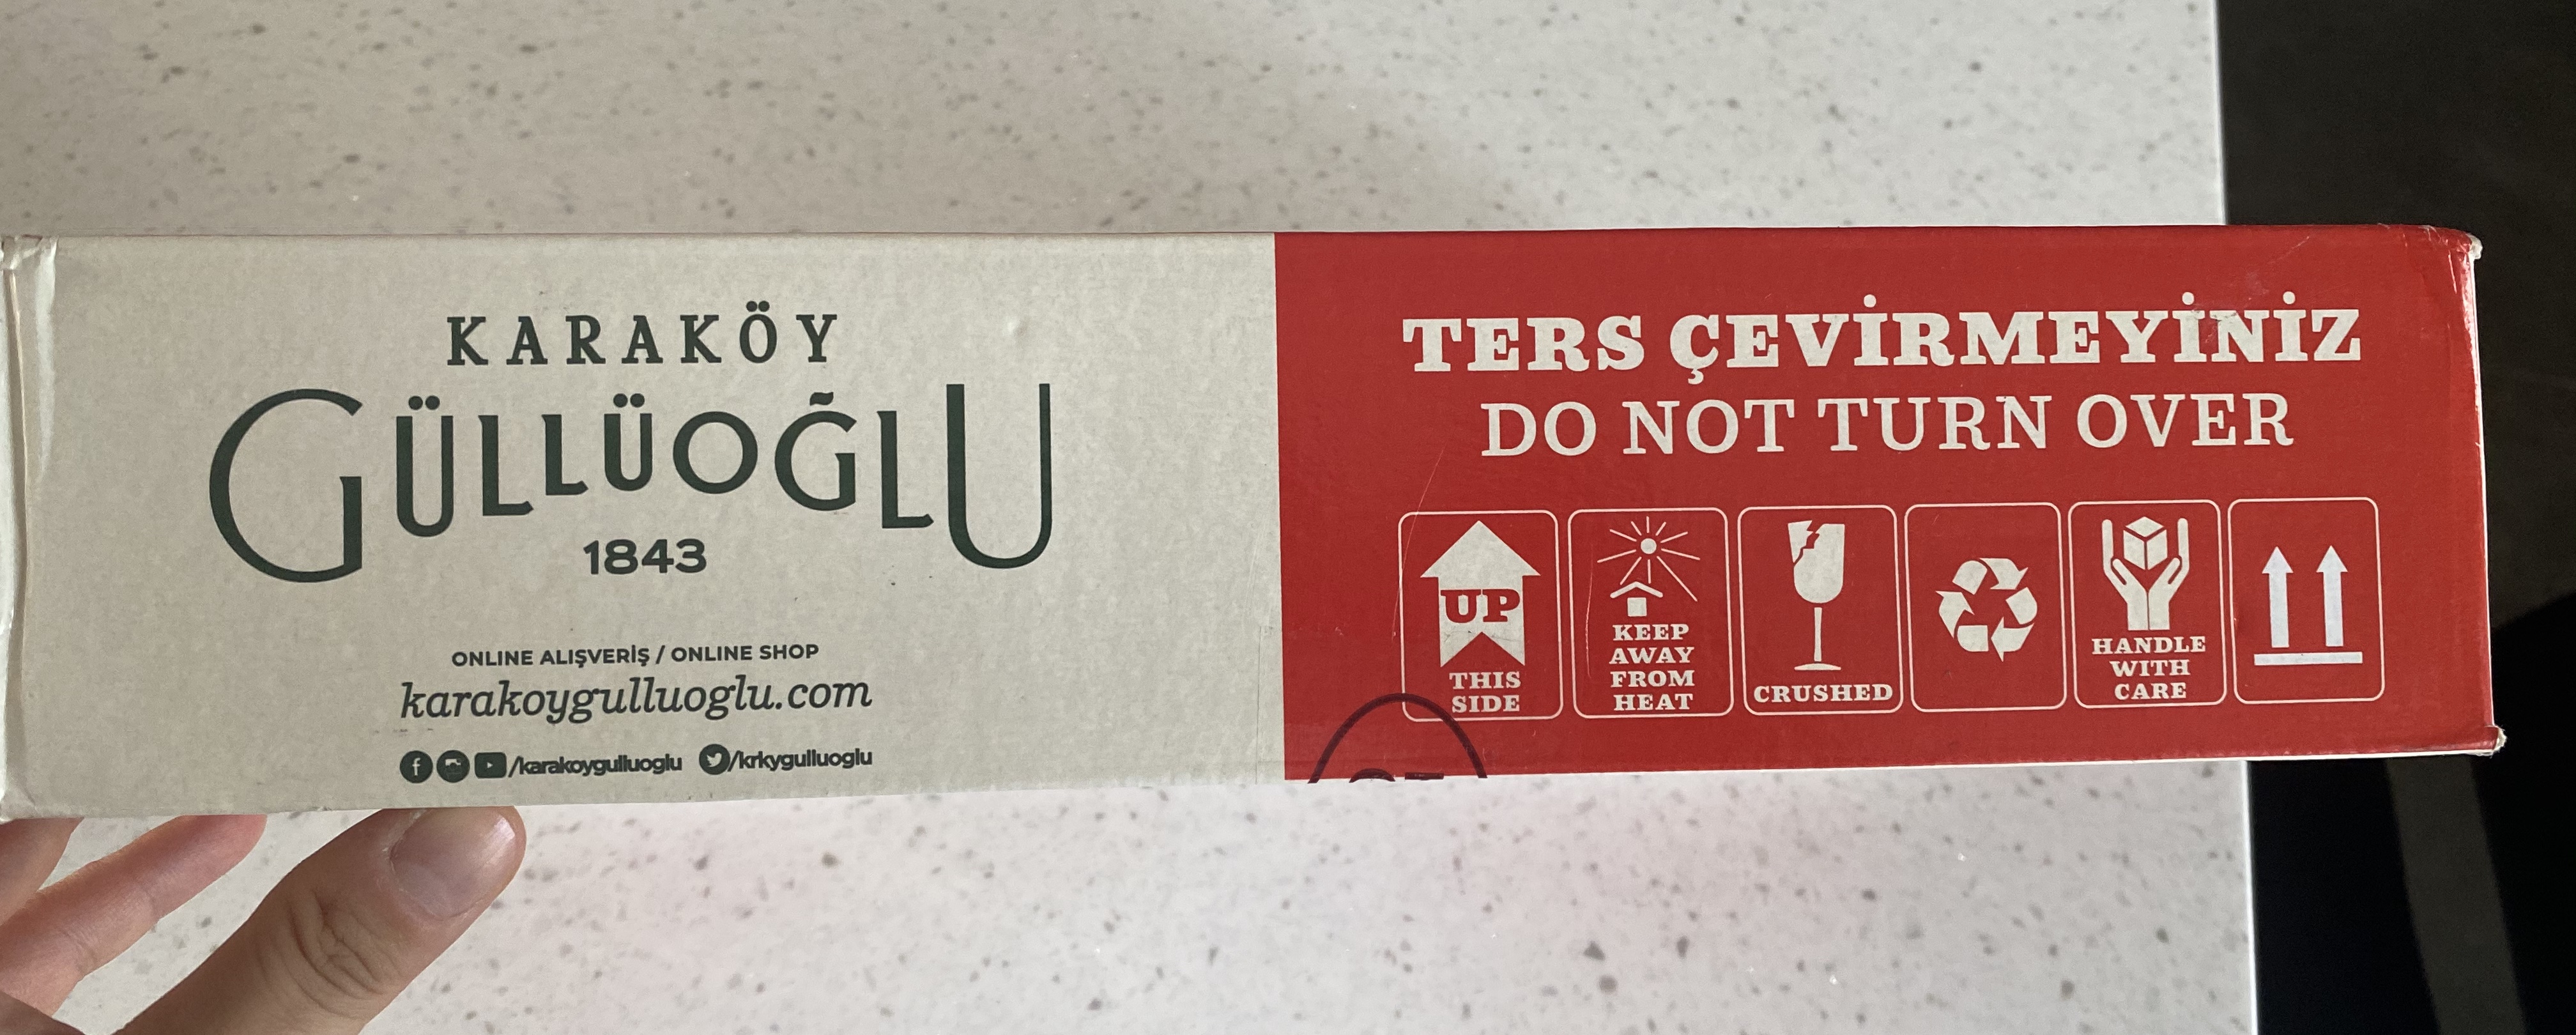 KARAKÖY
GÜLLÜOĞLU
1843
ONLINE ALIŞVERİŞ / ONLINE SHOP
karakoygulluoglu.com
/karakoygulluoglu /krkygulluoglu
TERS ÇEVİRMEYİNİZ
DO NOT TURN OVER
UP
THIS
SIDE
KEEP
AWAY
FROM
HEAT
CRUSHED
HANDLE
WITH
CARE